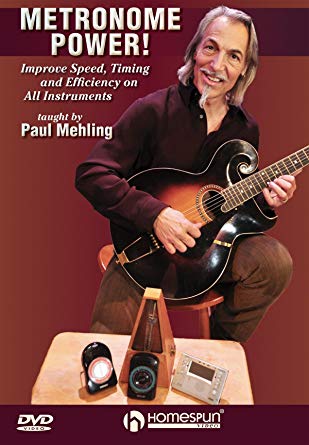 METRONOME
POWER!
Improve Speed, Timing
and Efficiency on
All Instruments
taught by
Paul Mehling
DVD
VIDEO
HOMESPUN
VIDEO